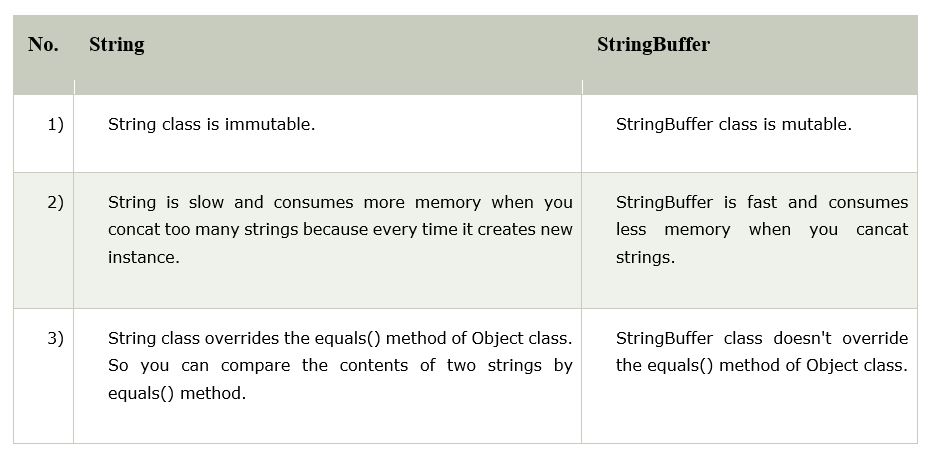 No. String StringBuffer
1) String class is immutable. StringBuffer class is mutable.
2) String is slow and consumes more memory when you
concat too many strings because every time it creates new
instance.
StringBuffer is fast and consumes
less memory when you cancat
strings.
3) String class overrides the equals() method of Object class.
So you can compare the contents of two strings by
equals() method.
StringBuffer class doesn't override
the equals() method of Object class.